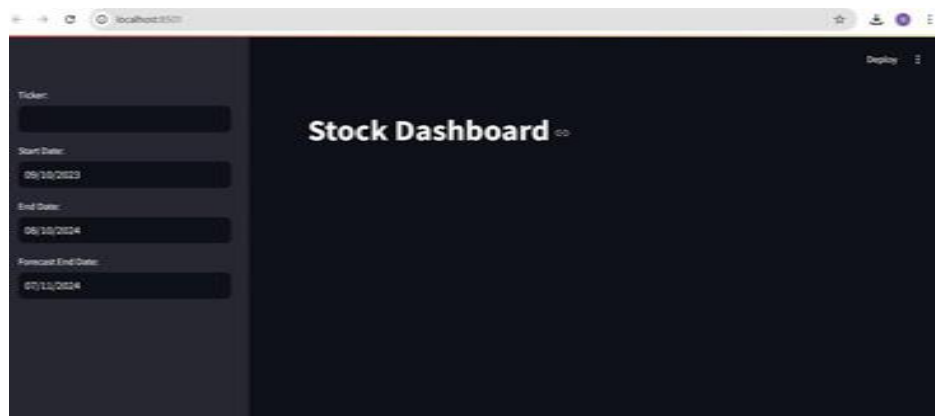 localhost:8501
Deploy
Ticker:
Stock Dashboard
Start Date:
09/10/2023
End Date:
08/10/2024
Forecast End Date:
07/11/2024